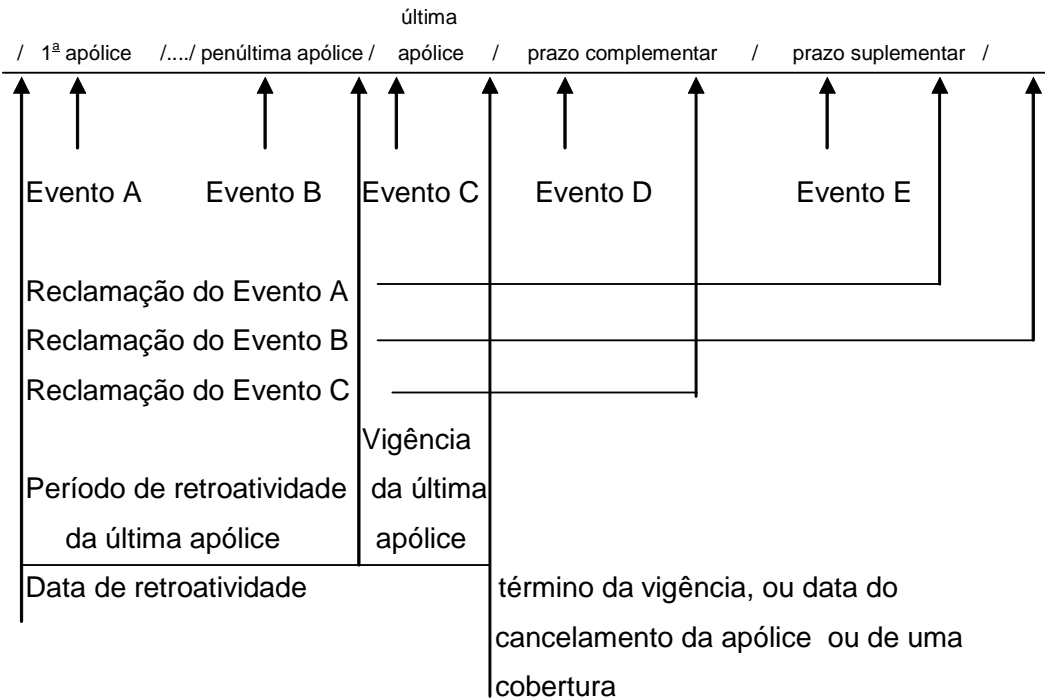 última
/ 1ª apólice /..../ penúltima apólice / apólice / prazo complementar / prazo suplementar /
Evento A Evento B Evento C Evento D Evento E
Reclamação do Evento A
Reclamação do Evento B
Reclamação do Evento C
Vigência
Período de retroatividade da última
da última apólice apólice
Data de retroatividade término da vigência, ou data do
cancelamento da apólice ou de uma
cobertura